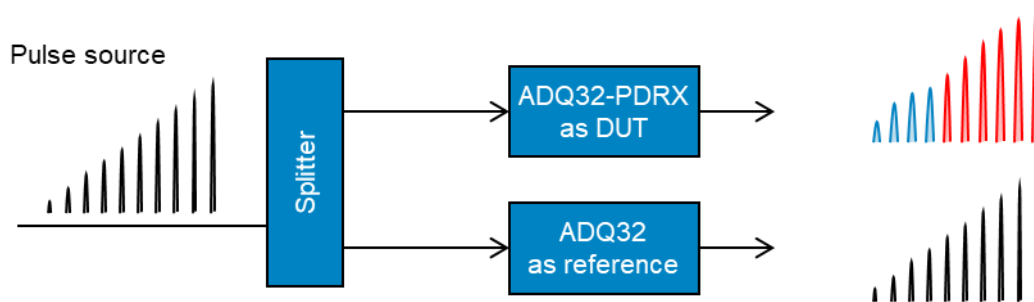 Pulse source
Splitter
ADQ32-PDRX
as DUT
ADQ32
as reference